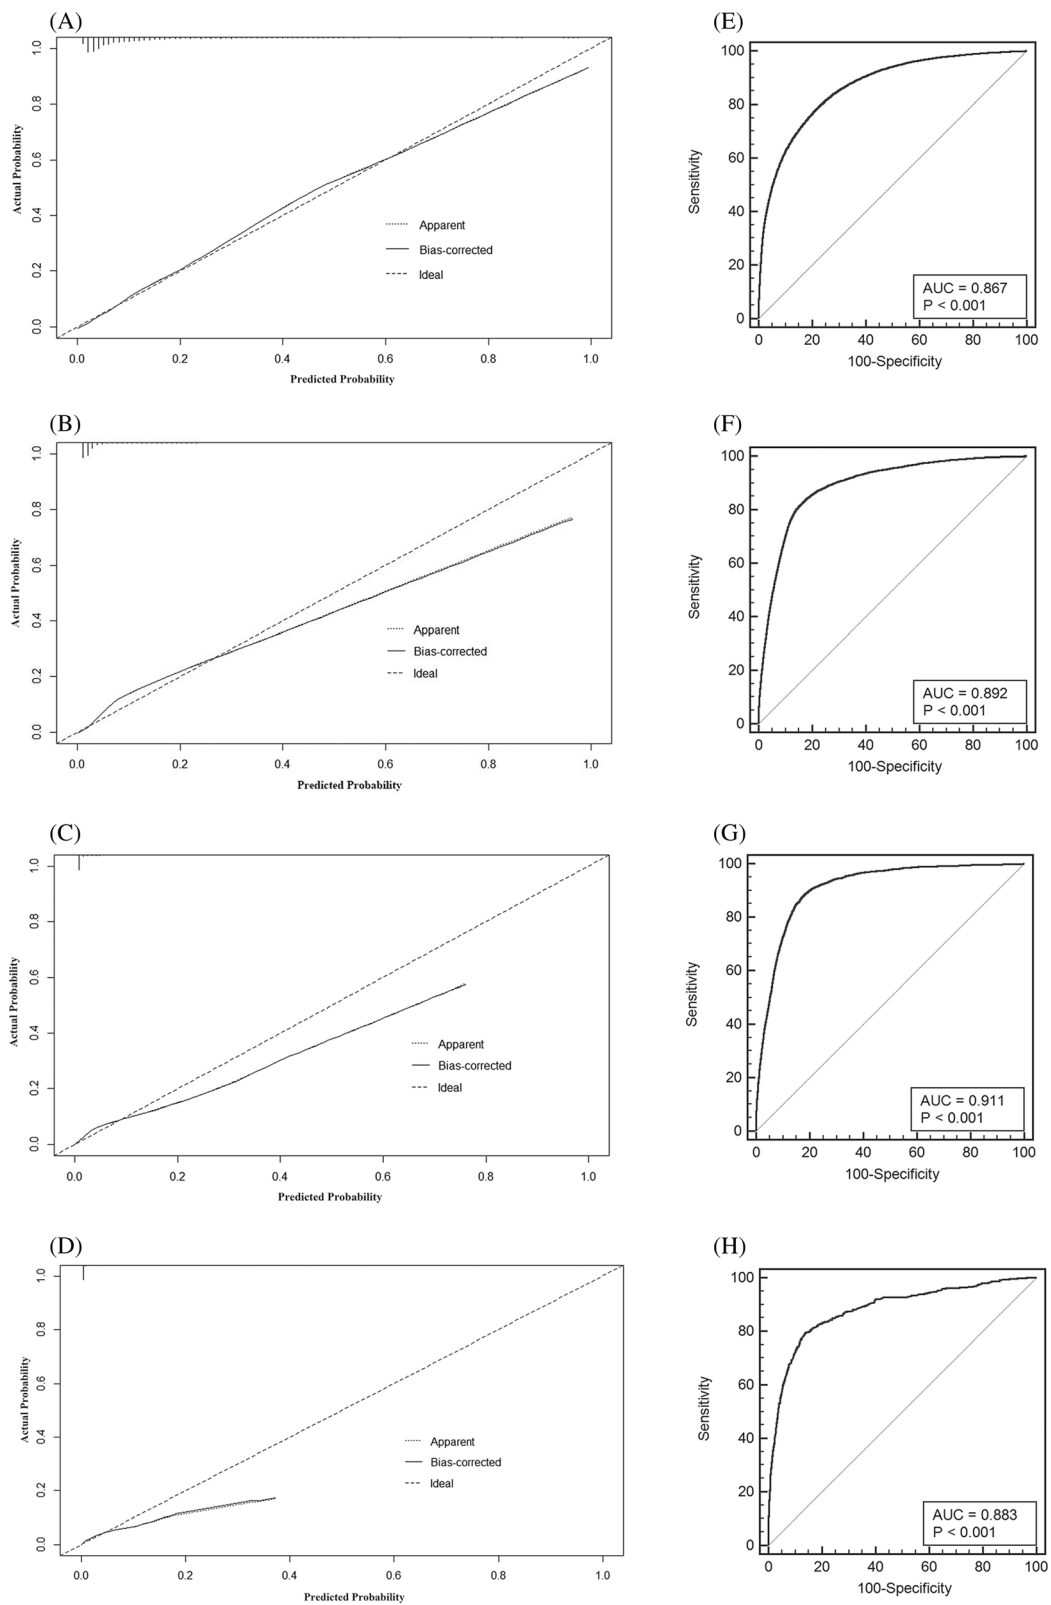 (A)
1.0
0.8
0.6
0.4
0.2
0.0
Actual Probability
Apparent
Bias-corrected
Ideal
0.0 0.2 0.4 0.6 0.8 1.0
Predicted Probability
(E)
100
80
60
40
20
0
Sensitivity
AUC = 0.867
P < 0.001
0 20 40 60 80 100
100-Specificity
(B)
1.0
0.8
0.6
0.4
0.2
0.0
Actual Probability
Apparent
Bias-corrected
Ideal
0.0 0.2 0.4 0.6 0.8 1.0
Predicted Probability
(F)
100
80
60
40
20
0
Sensitivity
AUC = 0.892
P < 0.001
0 20 40 60 80 100
100-Specificity
(C)
1.0
0.8
0.6
0.4
0.2
0.0
Actual Probability
Apparent
Bias-corrected
Ideal
0.0 0.2 0.4 0.6 0.8 1.0
Predicted Probability
(G)
100
80
60
40
20
0
Sensitivity
AUC = 0.911
P < 0.001
0 20 40 60 80 100
100-Specificity
(D)
1.0
0.8
0.6
0.4
0.2
0.0
Actual Probability
Apparent
Bias-corrected
Ideal
0.0 0.2 0.4 0.6 0.8 1.0
Predicted Probability
(H)
100
80
60
40
20
0
Sensitivity
AUC = 0.883
P < 0.001
0 20 40 60 80 100
100-Specificity